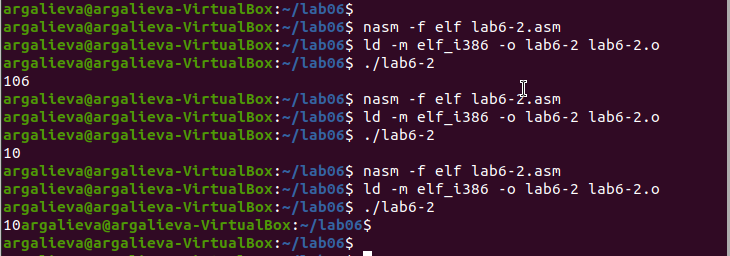 argalieva@argalieva-VirtualBox:~/lab06$
argalieva@argalieva-VirtualBox:~/lab06$ nasm -f elf lab6-2.asm
argalieva@argalieva-VirtualBox:~/lab06$ ld -m elf_i386 -o lab6-2 lab6-2.o
argalieva@argalieva-VirtualBox:~/lab06$ ./lab6-2
106
argalieva@argalieva-VirtualBox:~/lab06$ nasm -f elf lab6-2.asm
argalieva@argalieva-VirtualBox:~/lab06$ ld -m elf_i386 -o lab6-2 lab6-2.o
argalieva@argalieva-VirtualBox:~/lab06$ ./lab6-2
10
argalieva@argalieva-VirtualBox:~/lab06$ nasm -f elf lab6-2.asm
argalieva@argalieva-VirtualBox:~/lab06$ ld -m elf_i386 -o lab6-2 lab6-2.o
argalieva@argalieva-VirtualBox:~/lab06$ ./lab6-2
10argalieva@argalieva-VirtualBox:~/lab06$
argalieva@argalieva-VirtualBox:~/lab06$